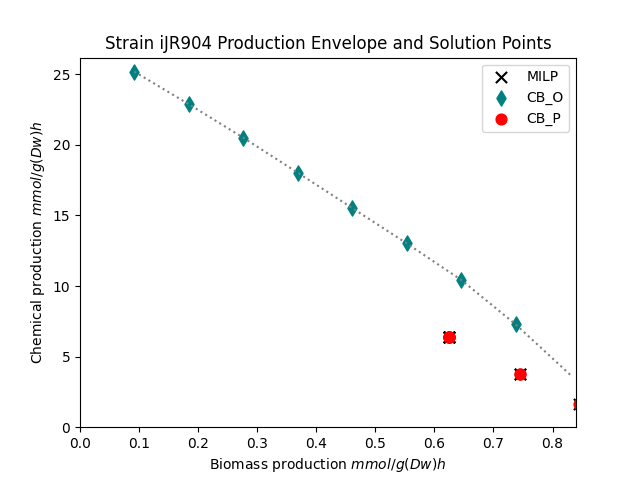 Strain iJR904 Production Envelope and Solution Points
MILP
CB_O
CB_P
Chemical production mmol/g(Dw)h
25
20
15
10
5
0
0.0 0.1 0.2 0.3 0.4 0.5 0.6 0.7 0.8
Biomass production mmol/g(Dw)h